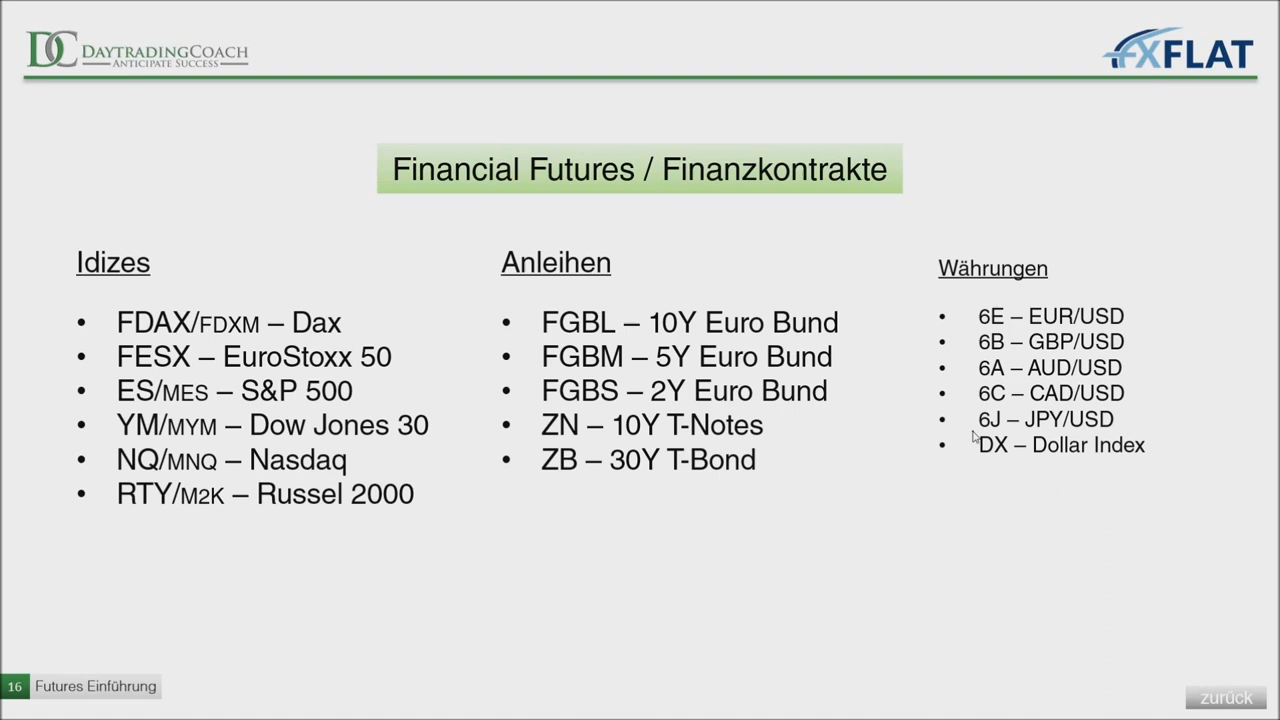 DC DAYTRADINGCOACH
ANTICIPATE SUCCESS
FXFLAT
Financial Futures / Finanzkontrakte
Idizes
• FDAX/FDXM – Dax
• FESX – EuroStoxx 50
• ES/MES – S&P 500
• YM/MYM – Dow Jones 30
• NQ/MNQ – Nasdaq
• RTY/M2K – Russel 2000
Anleihen
• FGBL – 10Y Euro Bund
• FGBM – 5Y Euro Bund
• FGBS – 2Y Euro Bund
• ZN – 10Y T-Notes
• ZB – 30Y T-Bond
Währungen
• 6E – EUR/USD
• 6B – GBP/USD
• 6A – AUD/USD
• 6C – CAD/USD
• 6J – JPY/USD
• DX – Dollar Index
16 Futures Einführung
zurück